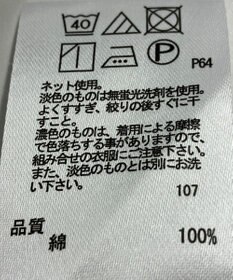 40
P
P64
ネット使用。
淡色のものは無蛍光洗剤を使用。
よくすすぎ、絞りの後すぐに干
すこと。
濃色のものは、着用による摩擦
で色落ちする事がありますので、
組み合せの衣服にご注意下さい。
また、淡色のものとは別にお洗
い下さい。
107
品質
綿 100%